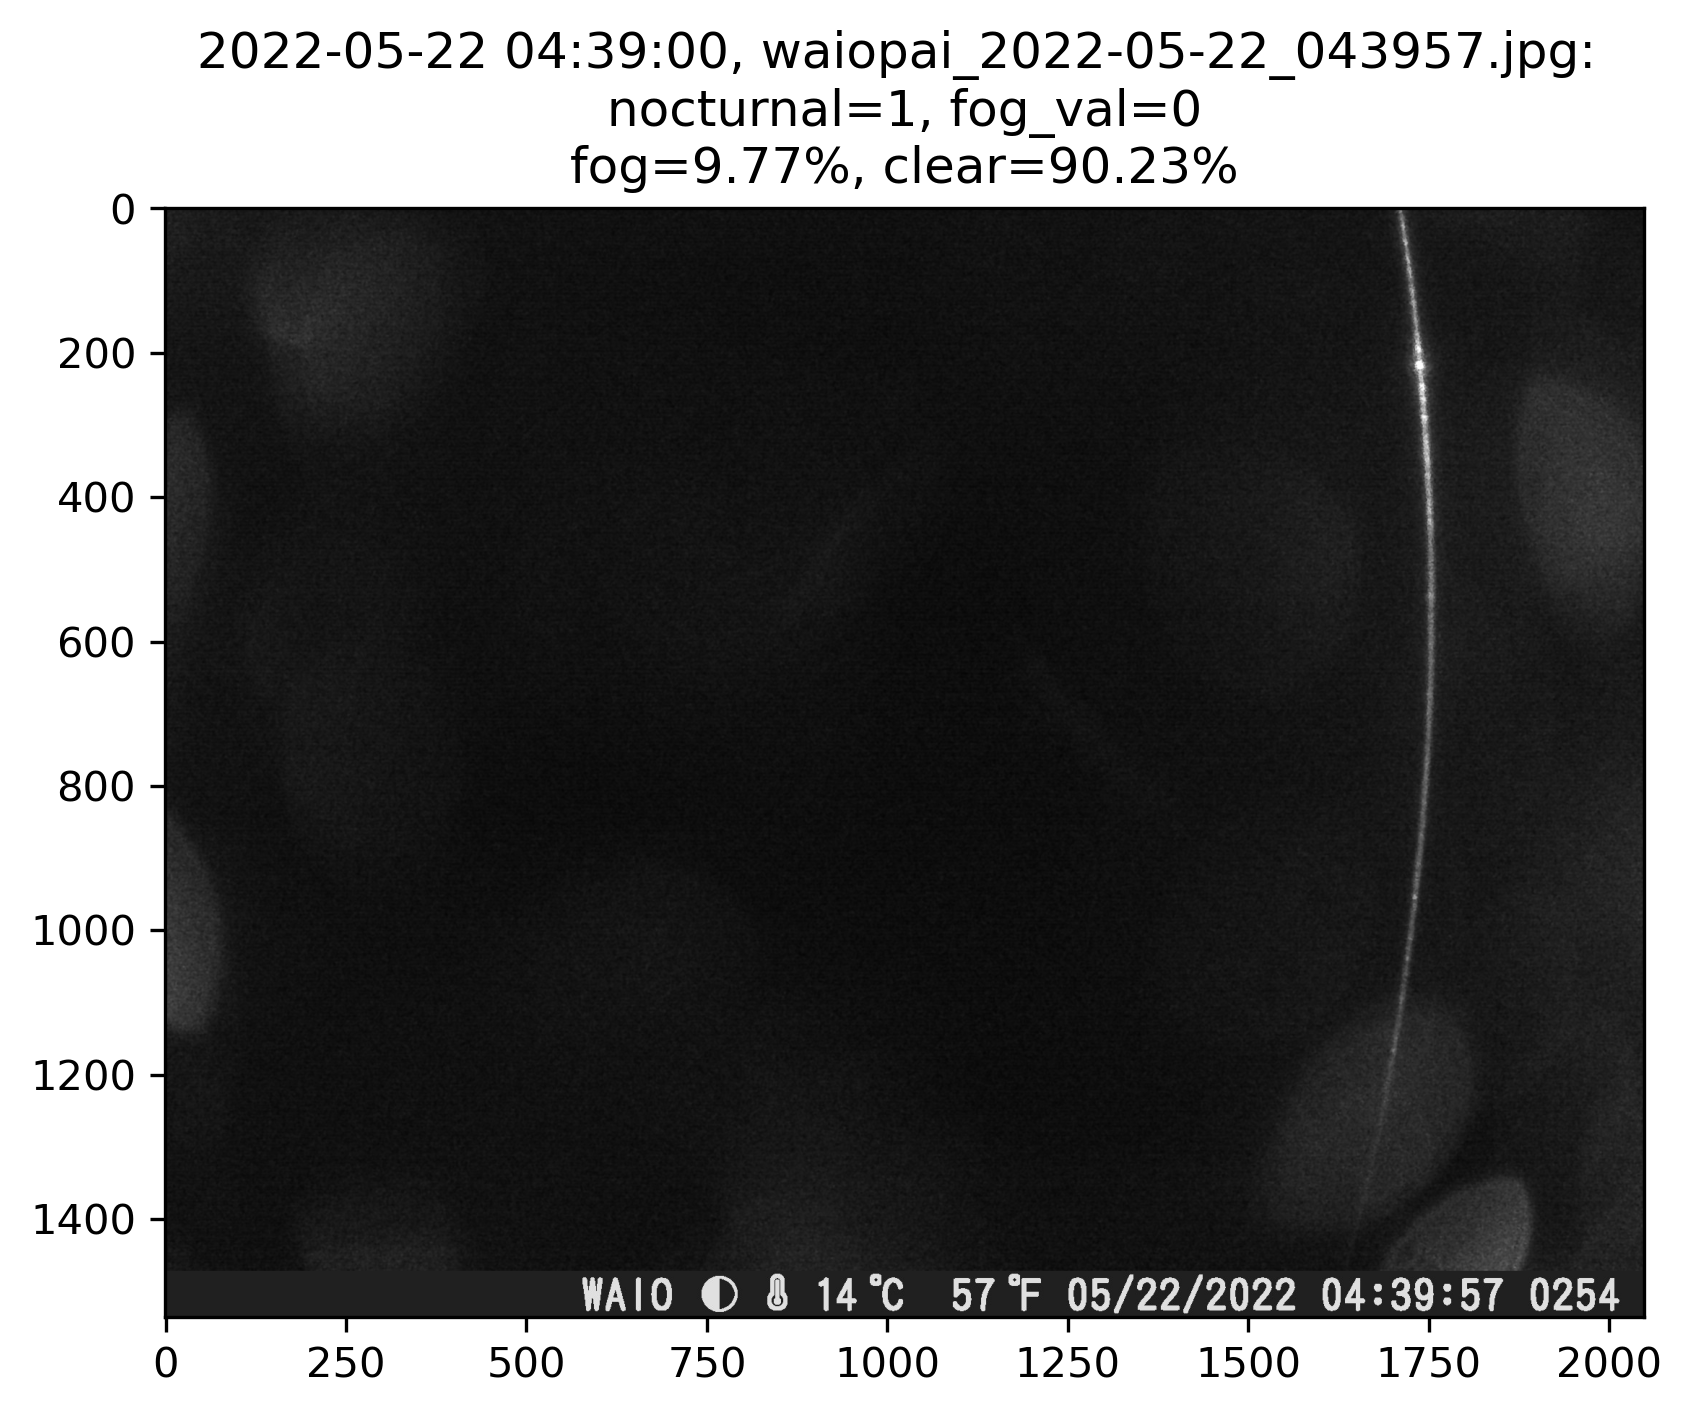 2022-05-22 04:39:00, waiopai_2022-05-22_043957.jpg:
nocturnal=1, fog_val=0
fog=9.77%, clear=90.23%
0
200
400
600
800
1000
1200
1400
WAIO 14°C 57°F 05/22/2022 04:39:57 0254
0 250 500 750 1000 1250 1500 1750 2000